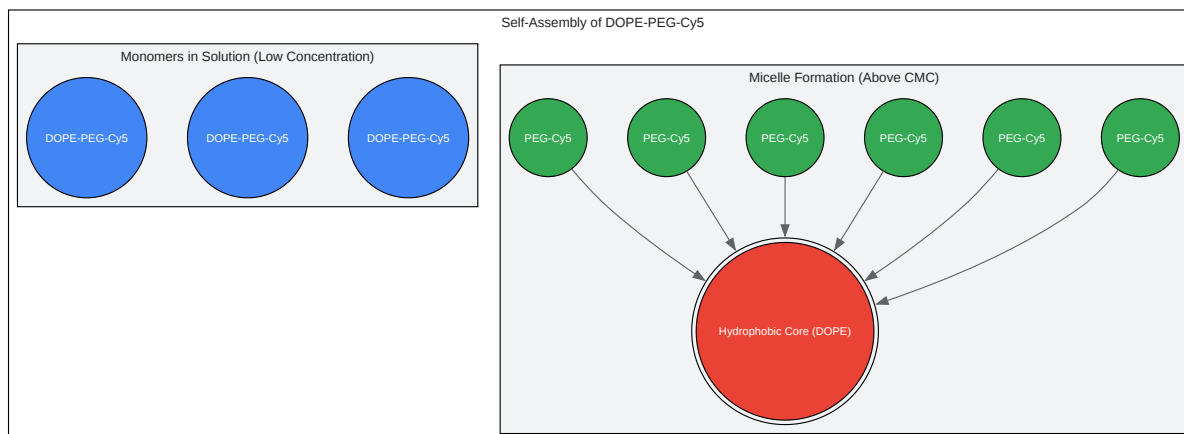 Self-Assembly of DOPE-PEG-Cy5
Monomers in Solution (Low Concentration)
DOPE-PEG-Cy5
DOPE-PEG-Cy5
DOPE-PEG-Cy5
Micelle Formation (Above CMC)
PEG-Cy5
PEG-Cy5
PEG-Cy5
PEG-Cy5
PEG-Cy5
PEG-Cy5
Hydrophobic Core (DOPE)